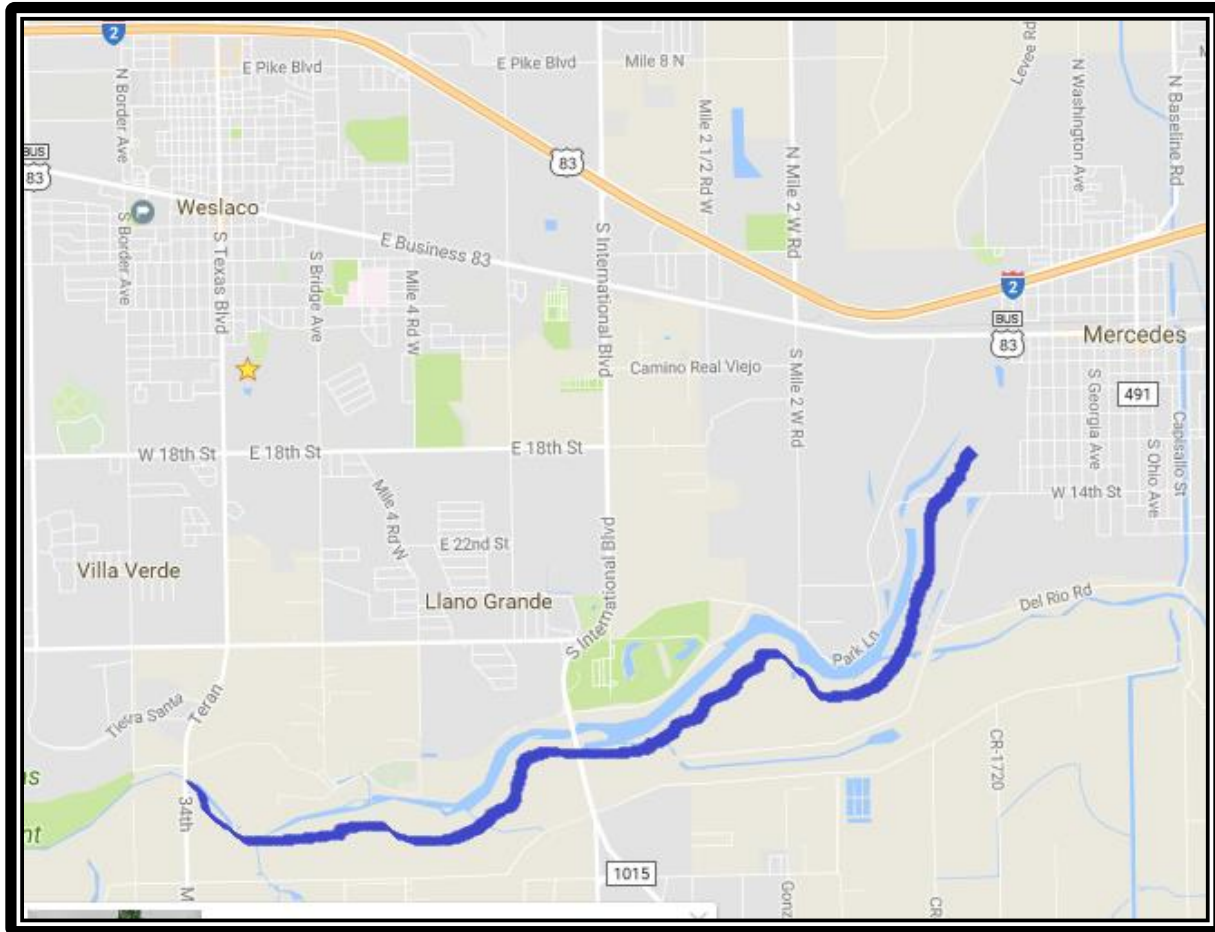 2
E Pike Blvd
E Pike Blvd
Mile 8 N
Levee Rd
N Border Ave
N Washington Ave
N Baseline Rd
Mile 2 1/2 Rd W
N Mile 2 W Rd
BUS
83
83
Weslaco
S Border Ave
S Texas Blvd
S Bridge Ave
E Business 83
Mile 4 Rd W
S International Blvd
2
BUS
83
Mercedes
Camino Real Viejo
S Mile 2 W Rd
S Georgia Ave
491
Capisallo St
S Ohio Ave
W 18th St
E 18th St
E 18th St
W 14th St
Mile 4 Rd W
S International Blvd
E 22nd St
Villa Verde
Llano Grande
Del Rio Rd
Park Ln
Tierra Santa
Teran
CR-1720
34th
M
1015
Gonz
CR